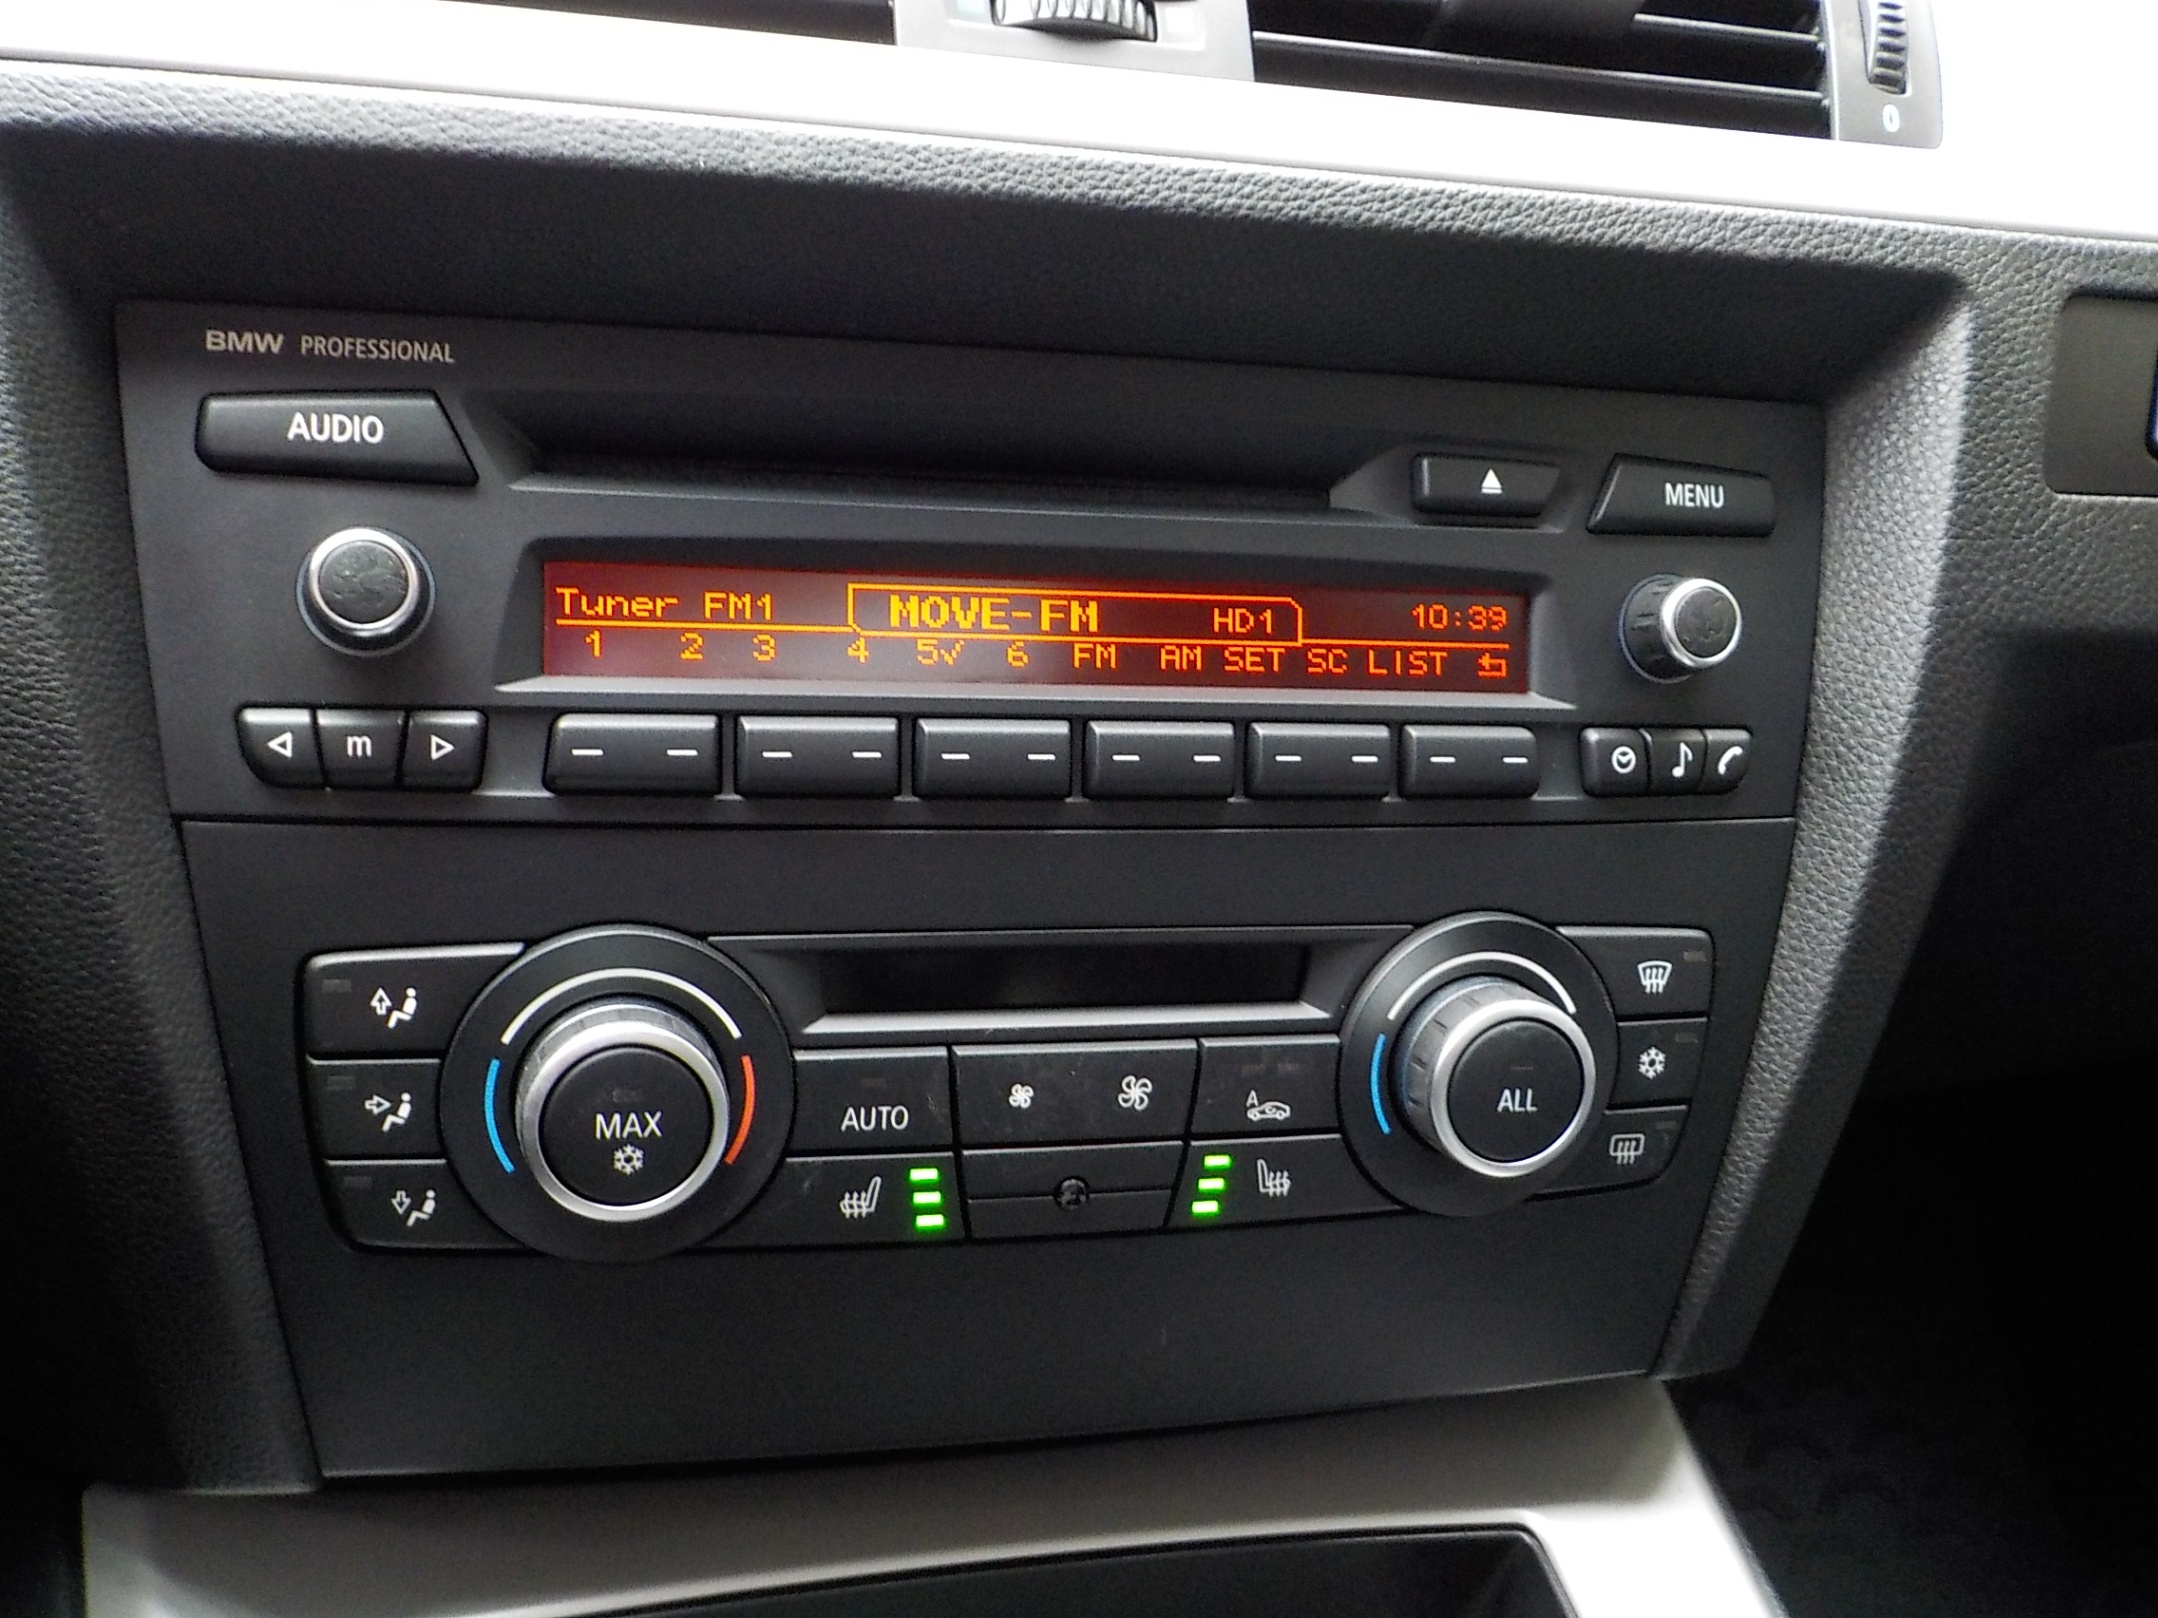 0
BMW PROFESSIONAL
AUDIO
MENU
Tuner FM1 MOVE-FM HD1 10:39
1 2 3 4 5✓ 6 FM AM SET SC LIST
m
MAX
AUTO
A
ALL